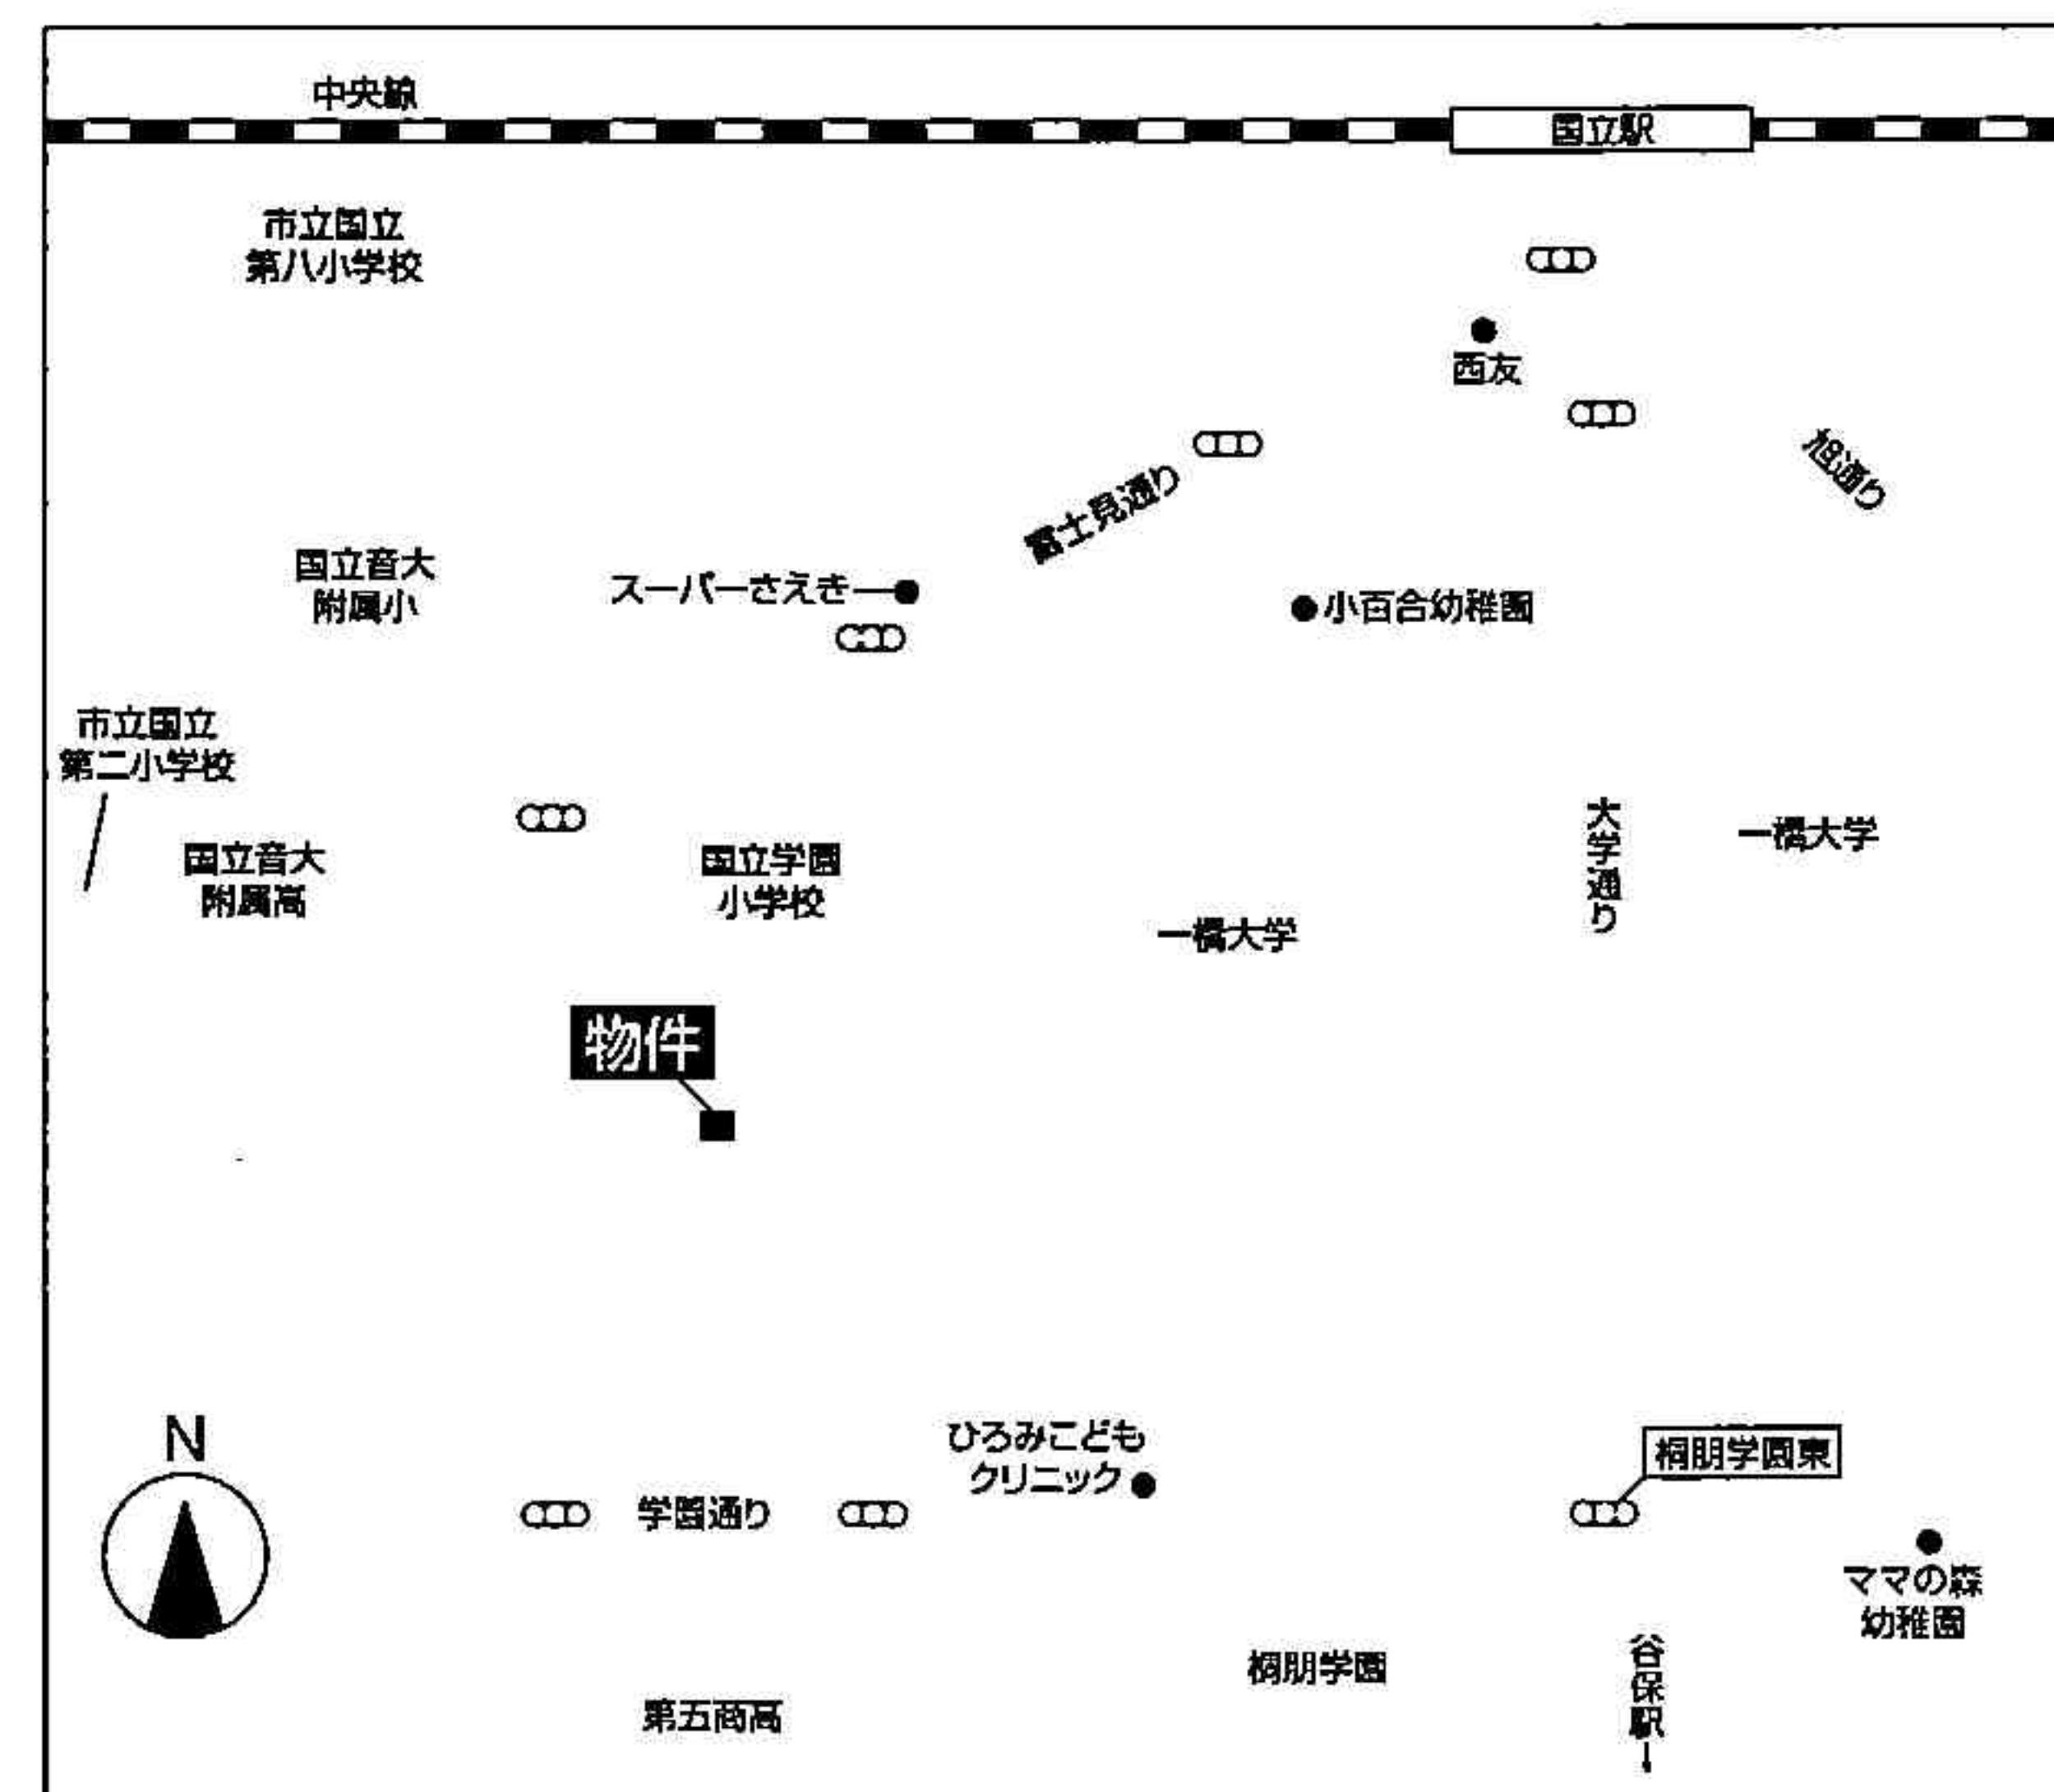 中央線
国立駅
市立国立
第八小学校
西友
旭通り
富士見通り
国立音大
附属小
スーパーさえき
小百合幼稚園
市立国立
第二小学校
国立音大
附属高
国立学園
小学校
大学通り
一橋大学
一橋大学
物件
N
ひろみこども
クリニック
桐朋学園東
学園通り
ママの森
幼稚園
谷保駅→
桐朋学園
第五商高